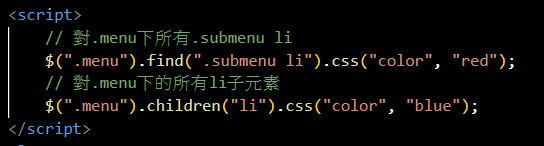 <script>
// 對.menu下所有.submenu li
$(".menu").find(".submenu li").css("color", "red");
// 對.menu下的所有li子元素
$(".menu").children("li").css("color", "blue");
</script>